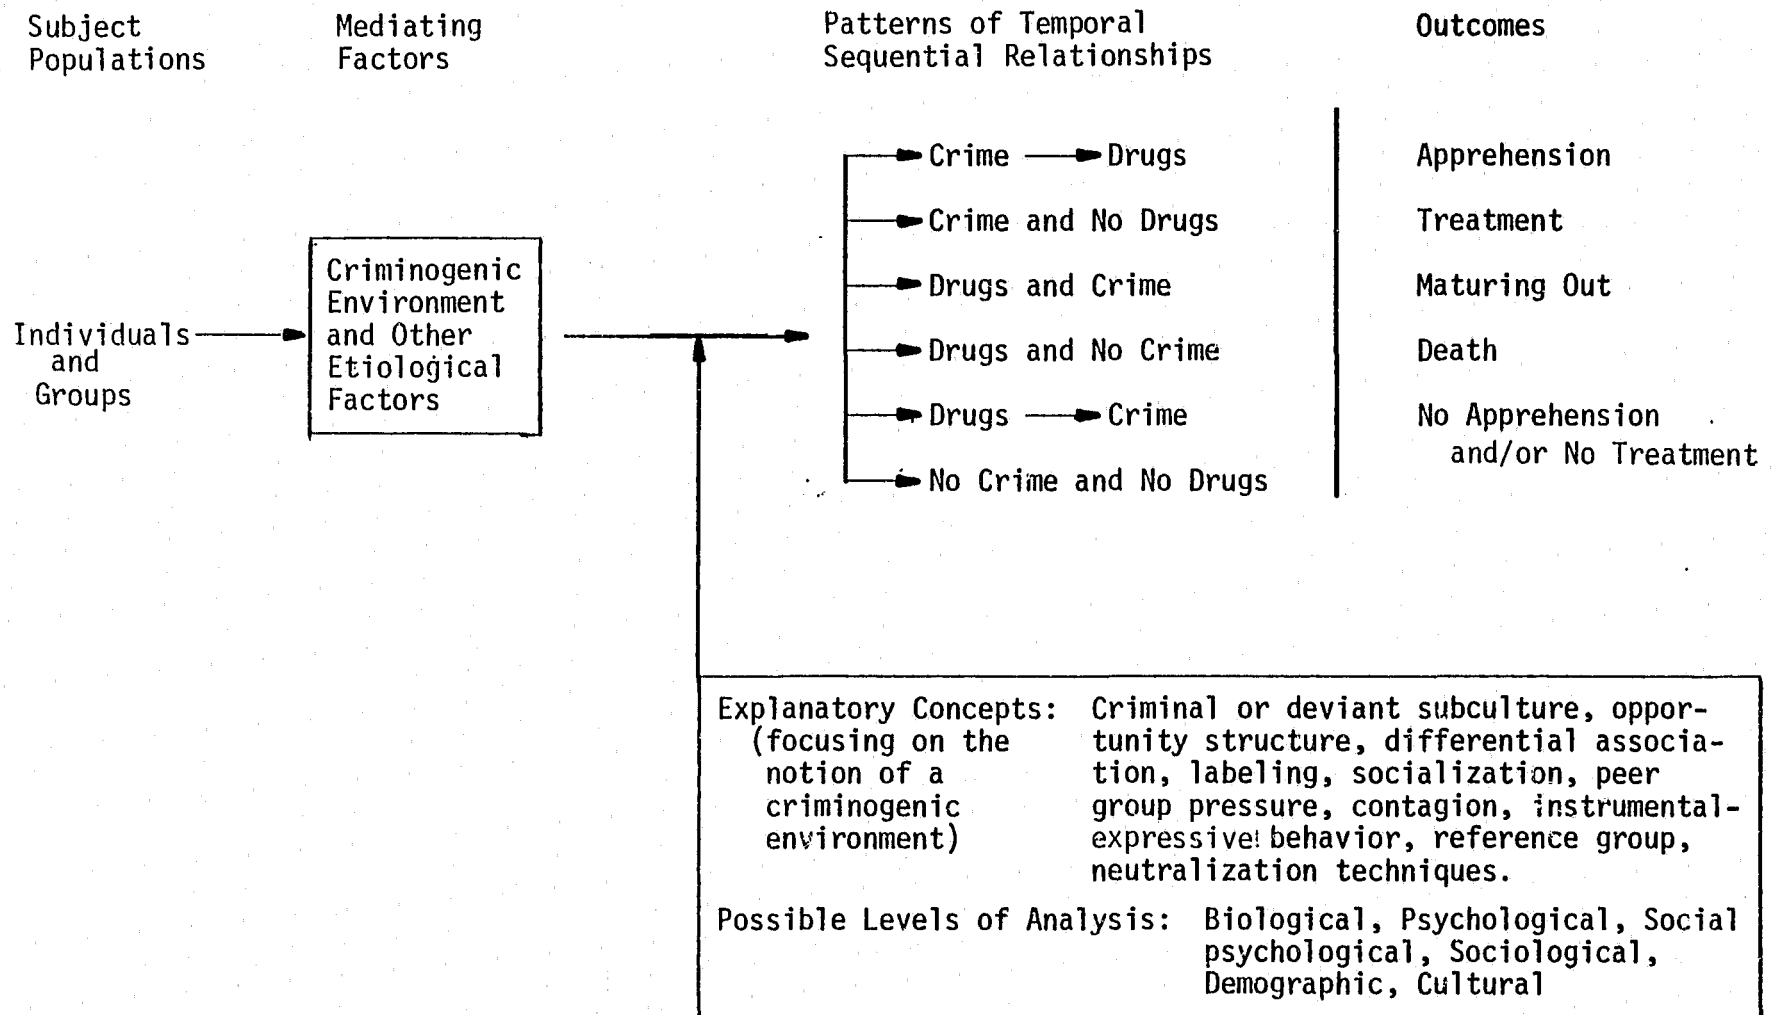 Subject
Populations
Mediating
Factors
Patterns of Temporal
Sequential Relationships
Outcomes
Individuals
and
Groups
Criminogenic
Environment
and Other
Etiological
Factors
Crime → Drugs
Crime and No Drugs
Drugs and Crime
Drugs and No Crime
Drugs → Crime
No Crime and No Drugs
Apprehension
Treatment
Maturing Out
Death
No Apprehension
and/or No Treatment
Explanatory Concepts: Criminal or deviant subculture, oppor-
(focusing on the tunity structure, differential associa-
notion of a tion, labeling, socialization, peer
criminogenic group pressure, contagion, instrumental-
environment) expressive behavior, reference group,
neutralization techniques.
Possible Levels of Analysis: Biological, Psychological, Social
psychological, Sociological,
Demographic, Cultural